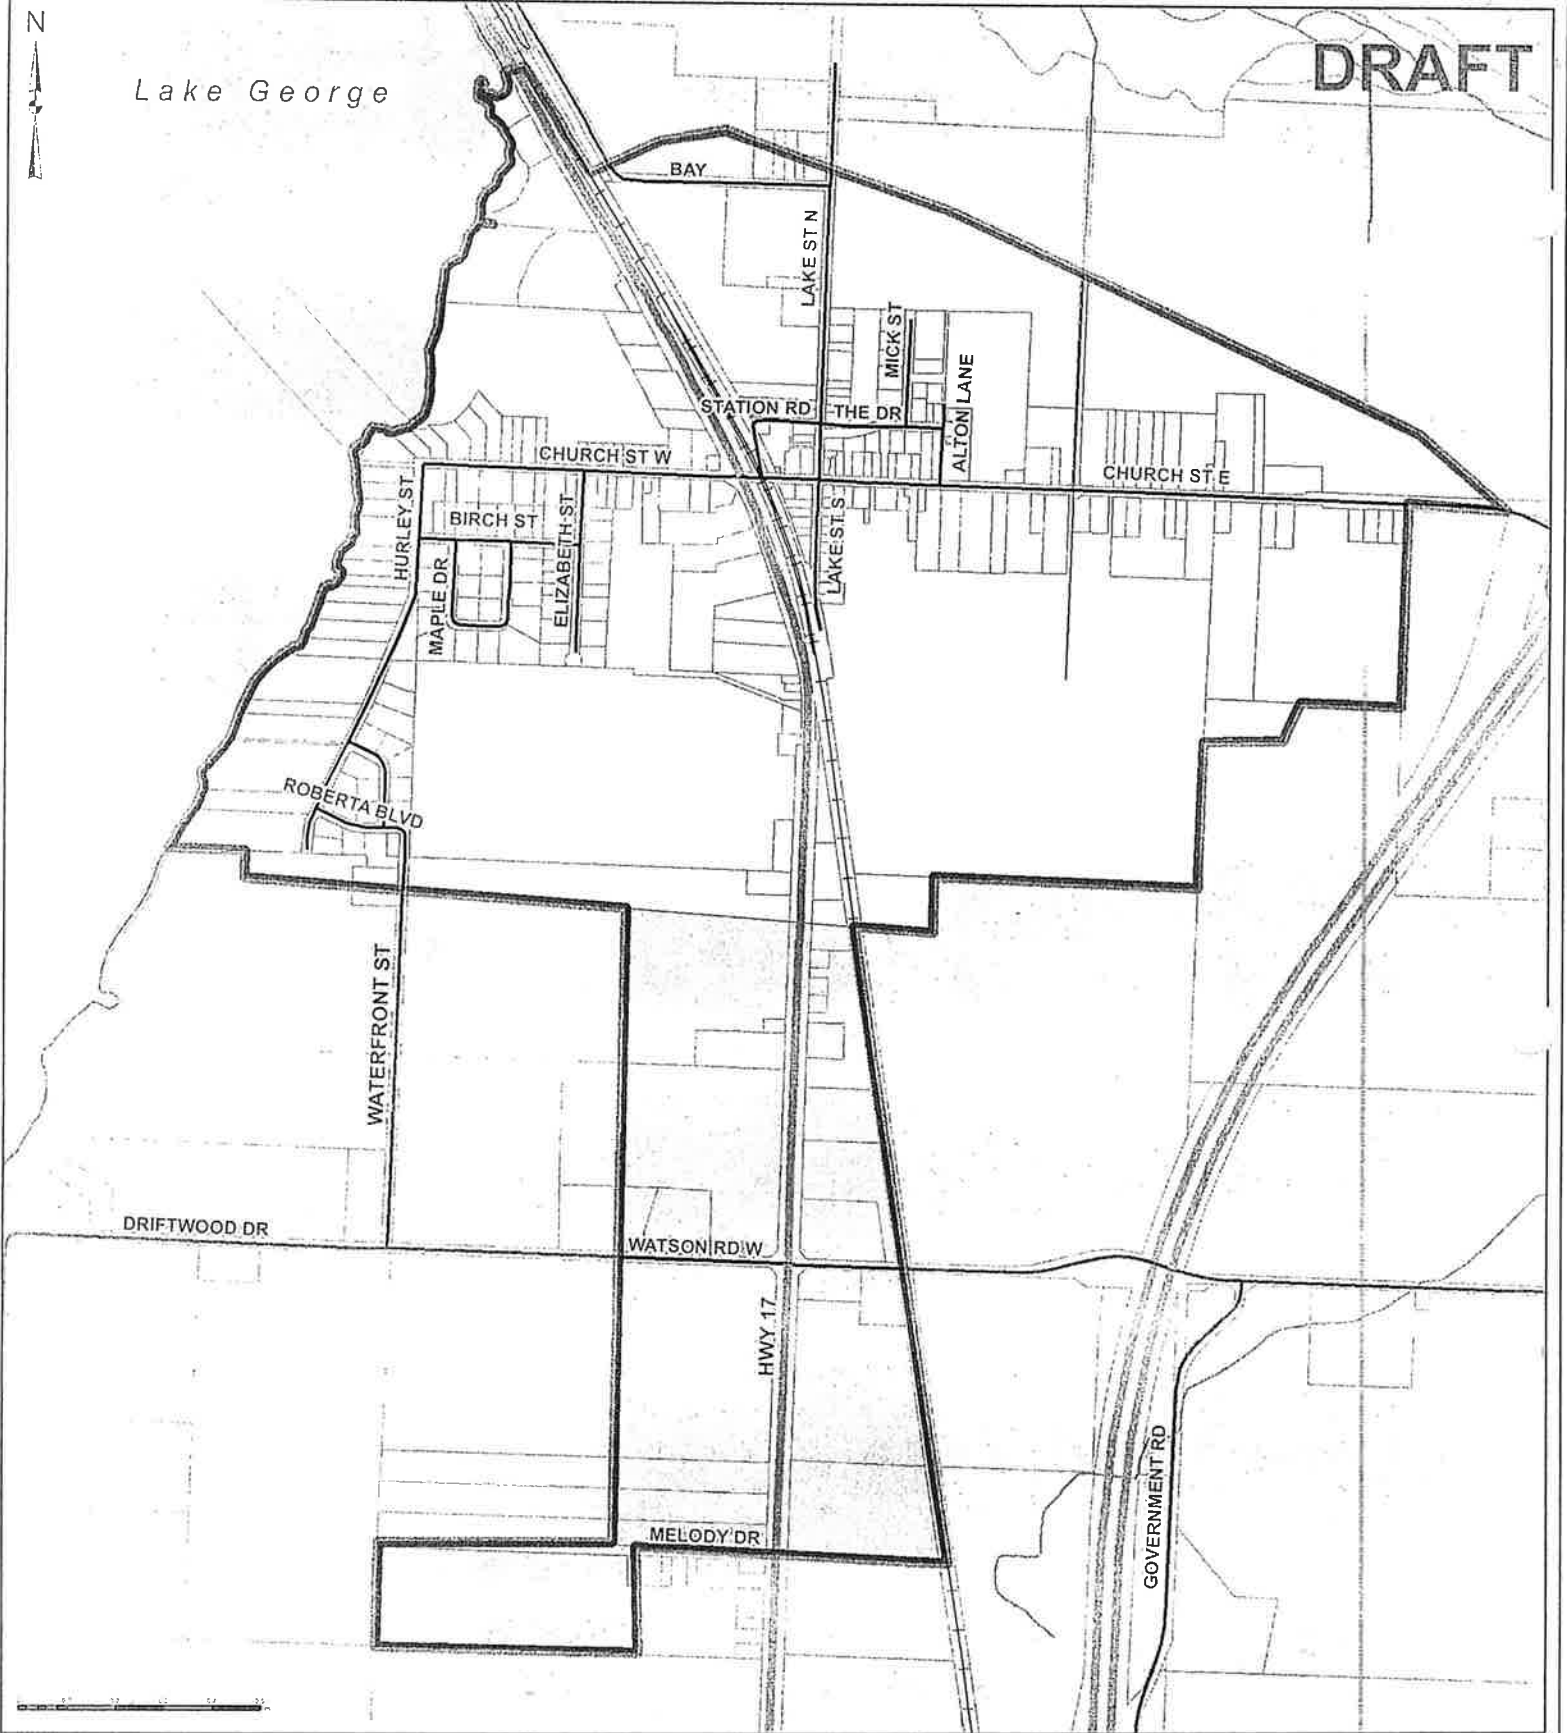 N
Lake George
DRAFT
BAY
LAKE ST N
MICK ST
ALTON LANE
STATION RD
THE DR
CHURCH ST W
CHURCH ST E
HURLEY ST
BIRCH ST
ELIZABETH ST
LAKE ST S
MAPLE DR
ROBERTA BLVD
WATERFRONT ST
DRIFTWOOD DR
WATSON RD W
HWY 17
GOVERNMENT RD
MELODY DR